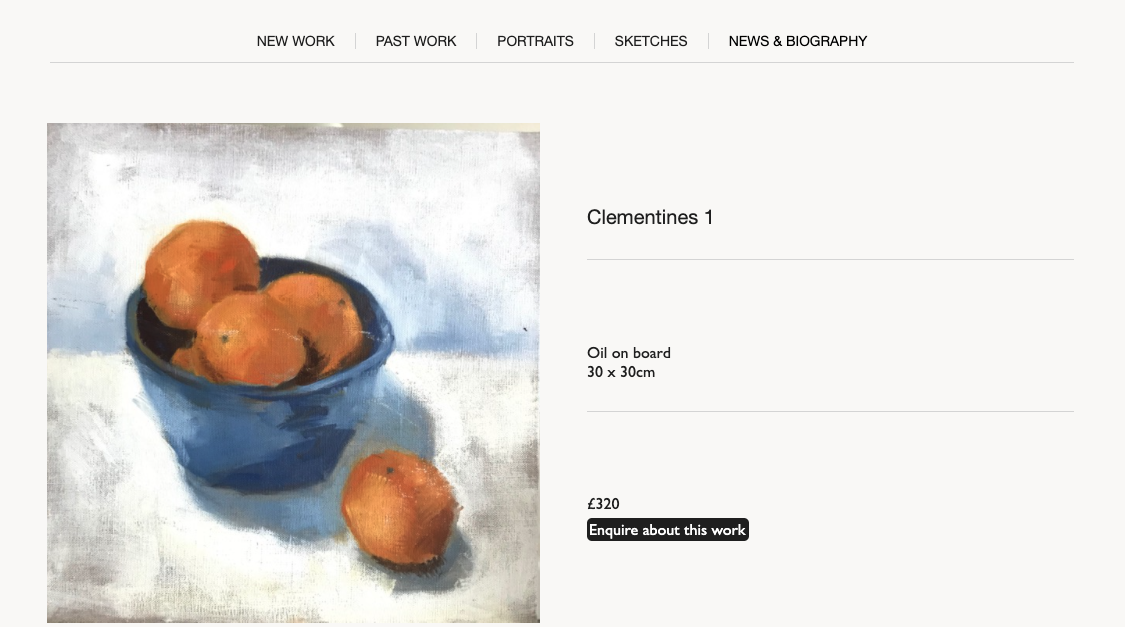 NEW WORK
PAST WORK
PORTRAITS
SKETCHES
NEWS & BIOGRAPHY
Clementines 1
Oil on board
30 x 30cm
£320
Enquire about this work